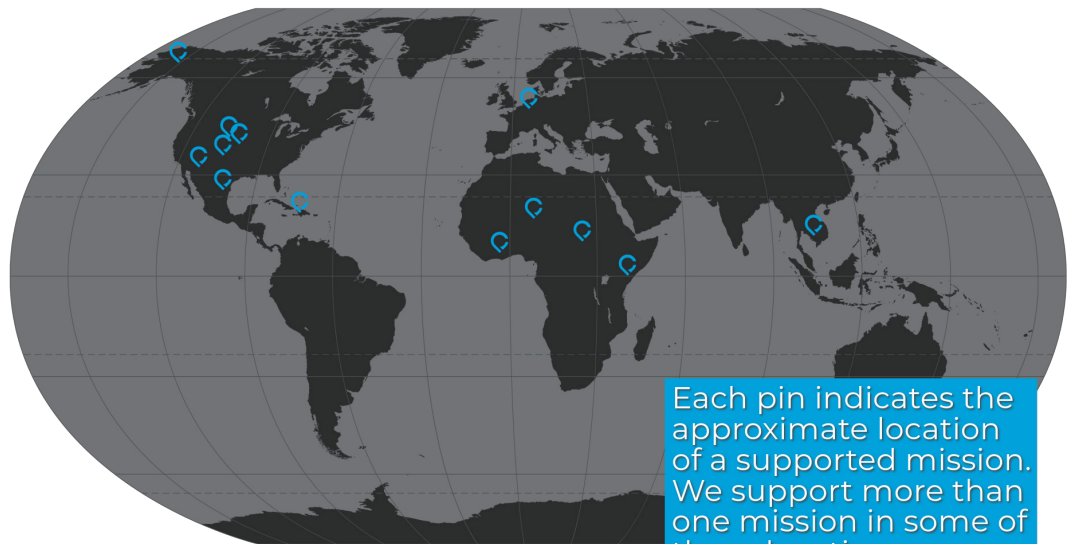 Each pin indicates the
approximate location
of a supported mission.
We support more than
one mission in some of